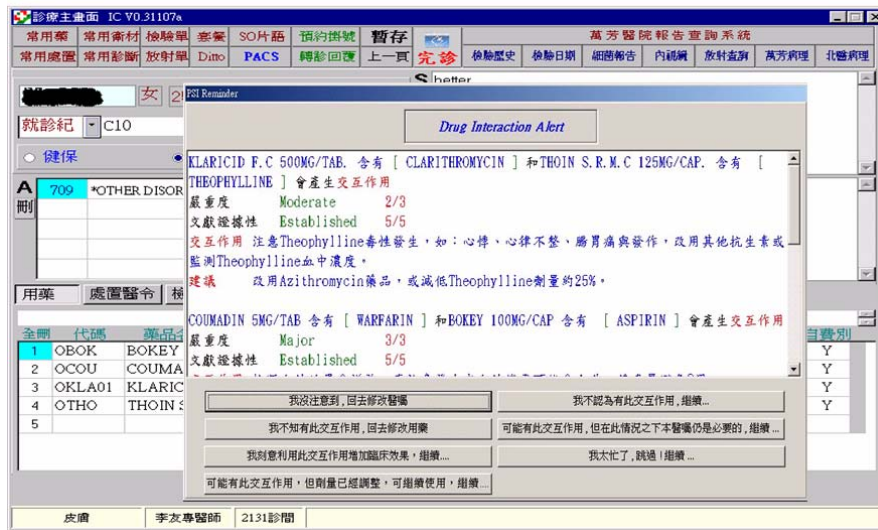 診療主畫面 IC V0.31107a
常用藥 常用衛材 檢驗單 套餐 SO片語 預約掛號 暫存 萬芳醫院報告查詢系統
常用處置 常用診斷 放射單 Ditto PACS 轉診回覆 上一頁 完診 檢驗歷史 檢驗日期 細菌報告 內視鏡 放射查詢 萬芳病理 北醫病理
S better
女
PSI Reminder
Drug Interaction Alert
就診紀 C10
健保
KLARICID F.C 500MG/TAB. 含有 [ CLARITHROMYCIN ] 和THOIN S.R.M.C 125MG/CAP. 含有 [
THEOPHYLLINE ] 會產生交互作用
A
刪
709 *OTHER DISOR
嚴重度 Moderate 2/3
文獻證據性 Established 5/5
交互作用 注意Theophylline毒性發生，如：心悸、心律不整、腸胃痛與發作，改用其他抗生素或
監測Theophylline血中濃度。
建議 改用Azithromycin藥品，或減低Theophylline劑量約25%。
用藥 處置醫令 檢
COUMADIN 5MG/TAB 含有 [ WARFARIN ] 和BOKEY 100MG/CAP 含有 [ ASPIRIN ] 會產生交互作用
嚴重度 Major 3/3
文獻證據性 Established 5/5
全刪 代碼 藥品 自費別
1 OBOK BOKEY Y
2 OCOU COUMA Y
3 OKLA01 KLARIC Y
4 OTHO THOIN S Y
5
我沒注意到,回去修改醫囑 我不認為有此交互作用,繼續...
我不知有此交互作用,回去修改用藥 可能有此交互作用,但在此情況之下本醫囑仍是必要的,繼續...
我刻意利用此交互作用增加臨床效果，繼續.... 我太忙了,跳過!繼續...
可能有此交互作用，但劑量已經調整，可繼續使用，繼續....
皮膚 李友專醫師 2131診間